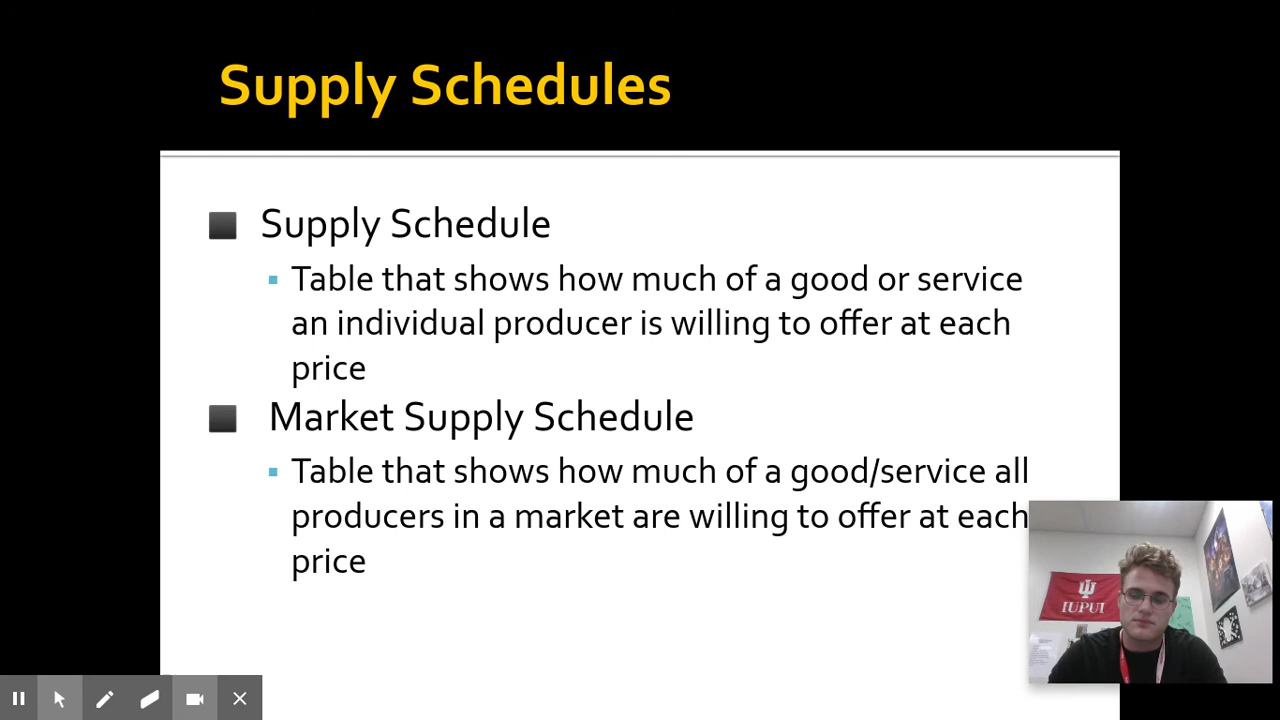 Supply Schedules
Supply Schedule
Table that shows how much of a good or service
an individual producer is willing to offer at each
price
Market Supply Schedule
Table that shows how much of a good/service all
producers in a market are willing to offer at each
price
IUPUI